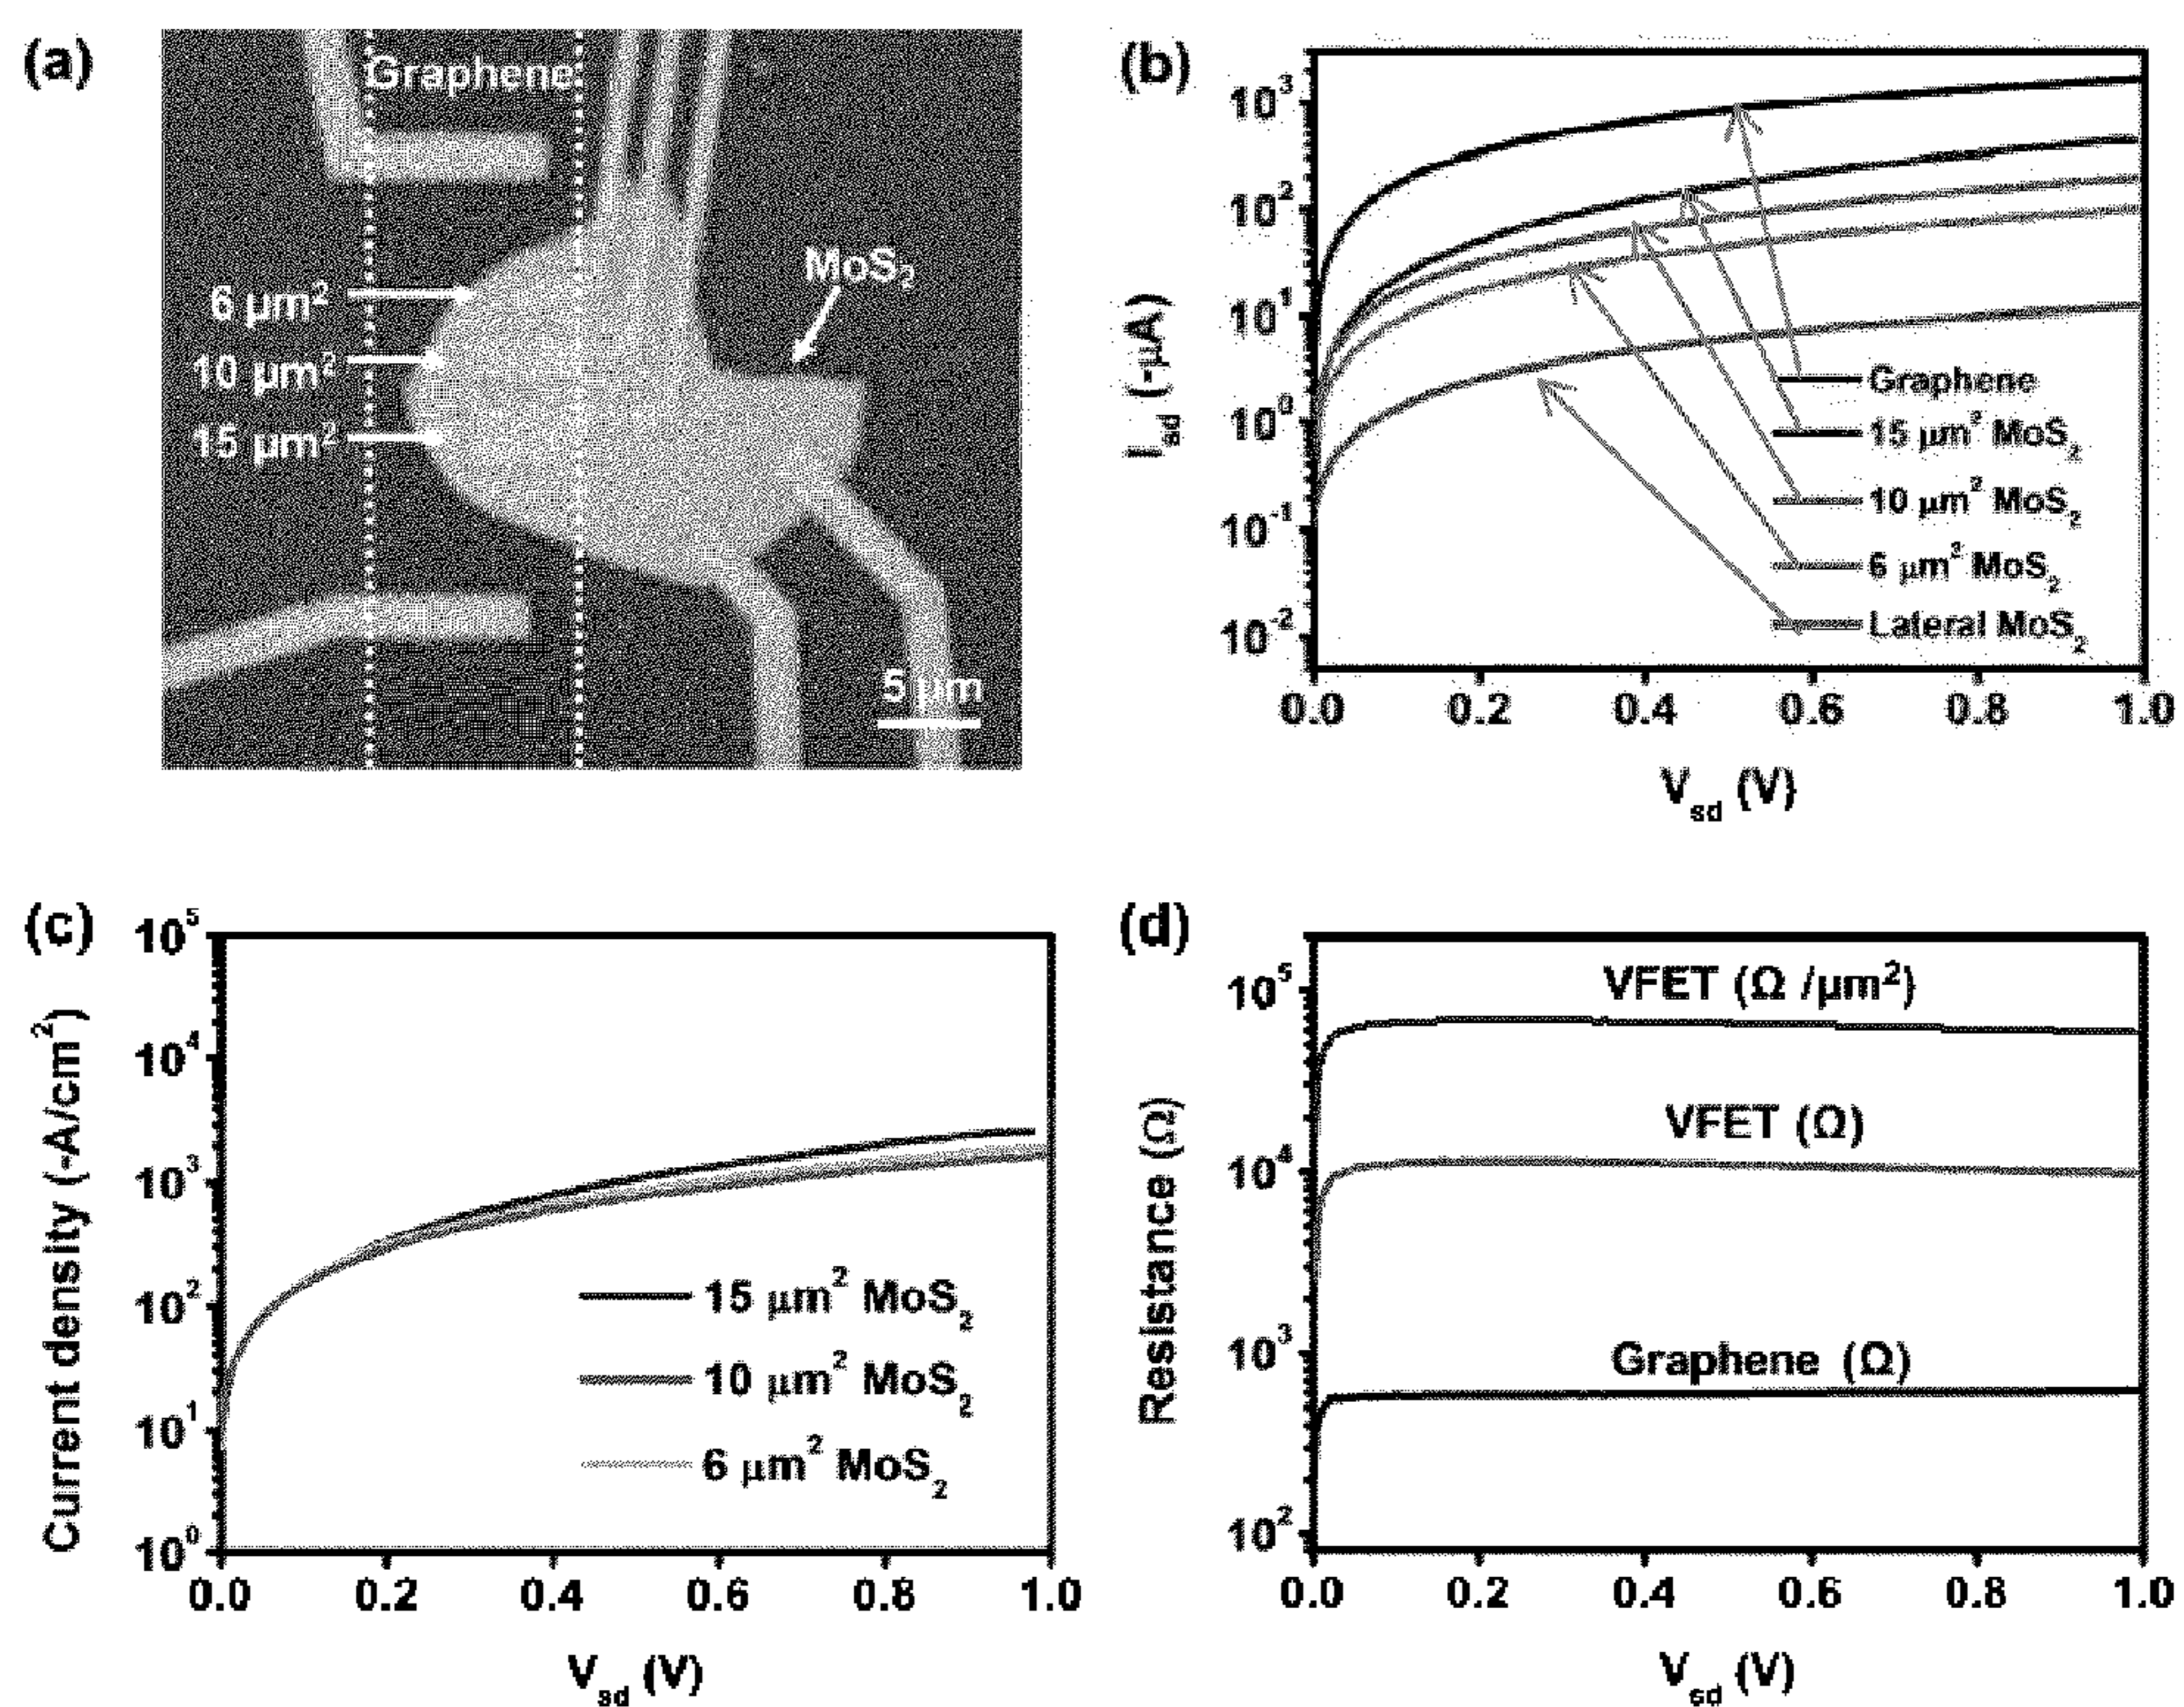 (a)
Graphene
MoS₂
6 μm²
10 μm²
15 μm²
5 μm
(b)
10³
10²
10¹
10⁰
10⁻¹
10⁻²
I_sd (-μA)
Graphene
15 μm² MoS₂
10 μm² MoS₂
6 μm² MoS₂
Lateral MoS₂
0.0 0.2 0.4 0.6 0.8 1.0
V_sd (V)
(c)
10⁵
10⁴
10³
10²
10¹
10⁰
Current density (-A/cm²)
15 μm² MoS₂
10 μm² MoS₂
6 μm² MoS₂
0.0 0.2 0.4 0.6 0.8 1.0
V_sd (V)
(d)
10⁵
10⁴
10³
10²
Resistance (Ω)
VFET (Ω /μm²)
VFET (Ω)
Graphene (Ω)
0.0 0.2 0.4 0.6 0.8 1.0
V_sd (V)